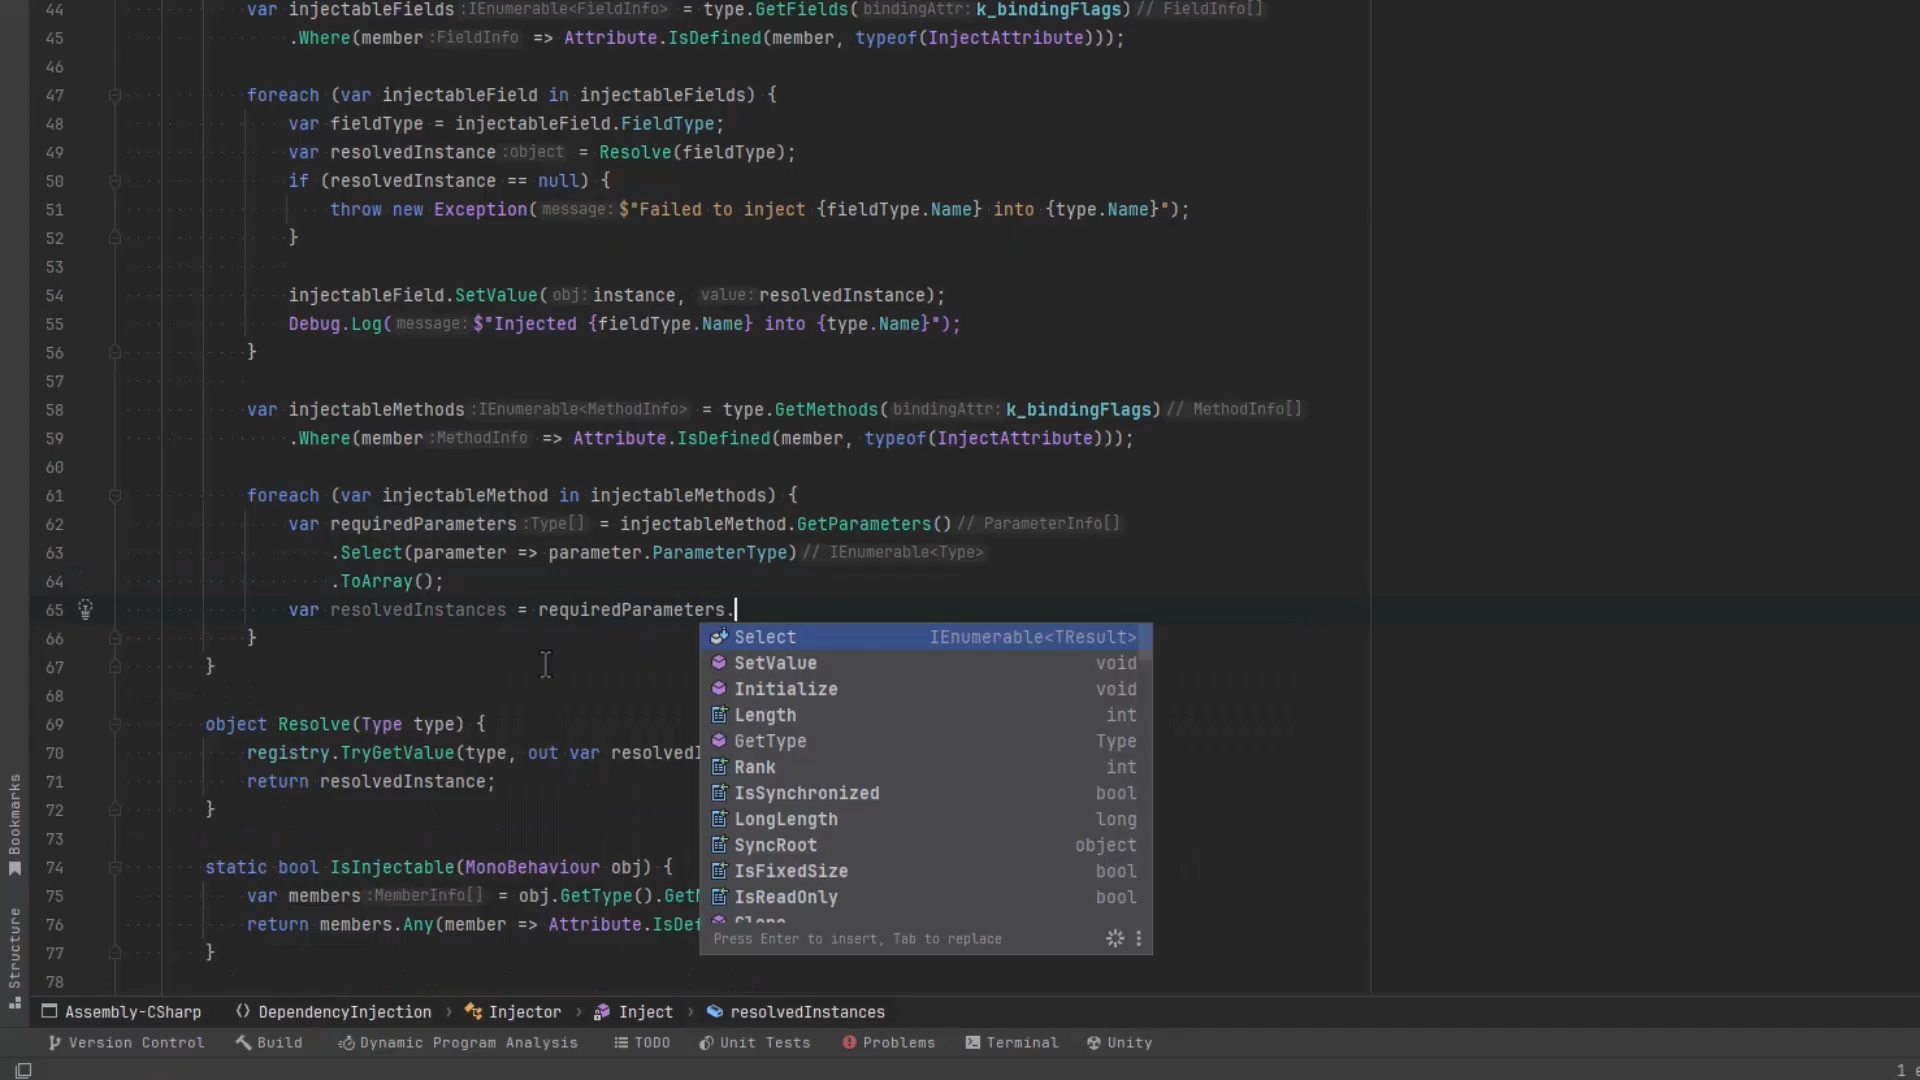 44 var injectableFields :IEnumerable<FieldInfo> = type.GetFields( bindingAttr: k_bindingFlags) // FieldInfo[]
45 .Where(member :FieldInfo => Attribute.IsDefined(member, typeof(InjectAttribute)));
46
47 foreach (var injectableField in injectableFields) {
48 var fieldType = injectableField.FieldType;
49 var resolvedInstance :object = Resolve(fieldType);
50 if (resolvedInstance == null) {
51 throw new Exception( message: $"Failed to inject {fieldType.Name} into {type.Name}");
52 }
53
54 injectableField.SetValue( obj: instance, value: resolvedInstance);
55 Debug.Log( message: $"Injected {fieldType.Name} into {type.Name}");
56 }
57
58 var injectableMethods :IEnumerable<MethodInfo> = type.GetMethods( bindingAttr: k_bindingFlags) // MethodInfo[]
59 .Where(member :MethodInfo => Attribute.IsDefined(member, typeof(InjectAttribute)));
60
61 foreach (var injectableMethod in injectableMethods) {
62 var requiredParameters :Type[] = injectableMethod.GetParameters() // ParameterInfo[]
63 .Select(parameter => parameter.ParameterType) // IEnumerable<Type>
64 .ToArray();
65 var resolvedInstances = requiredParameters.
66 }
67 }
68
69 object Resolve(Type type) {
70 registry.TryGetValue(type, out var resolvedI
71 return resolvedInstance;
72 }
73
74 static bool IsInjectable(MonoBehaviour obj) {
75 var members :MemberInfo[] = obj.GetType().GetM
76 return members.Any(member => Attribute.IsDef
77 }
78
Select IEnumerable<TResult>
SetValue void
Initialize void
Length int
GetType Type
Rank int
IsSynchronized bool
LongLength long
SyncRoot object
IsFixedSize bool
IsReadOnly bool
Press Enter to insert, Tab to replace
Bookmarks
Structure
Assembly-CSharp DependencyInjection › Injector › Inject › resolvedInstances
Version Control Build Dynamic Program Analysis TODO Unit Tests Problems Terminal Unity
1